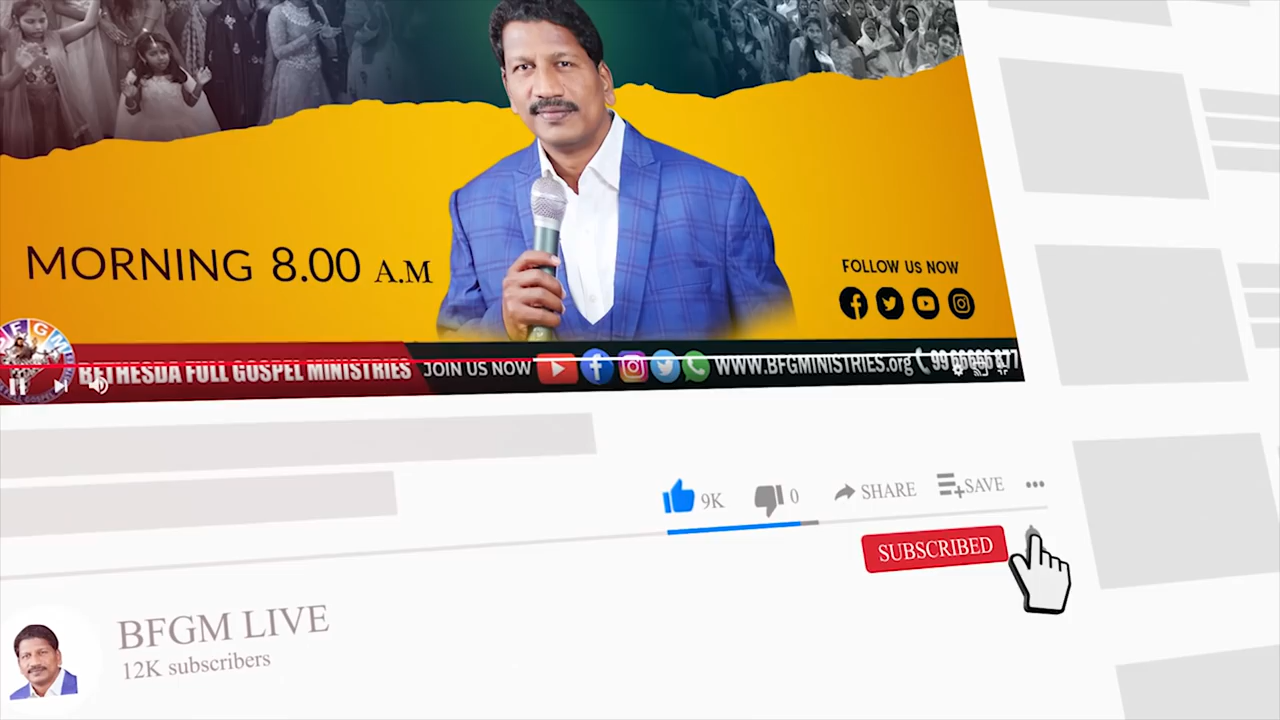 MORNING 8.00 A.M
FOLLOW US NOW
BFGM
BETHESDA FULL GOSPEL MINISTRIES
JOIN US NOW
WWW.BFGMINISTRIES.org
9K
0
SHARE
SAVE
SUBSCRIBED
BFGM LIVE
12K subscribers